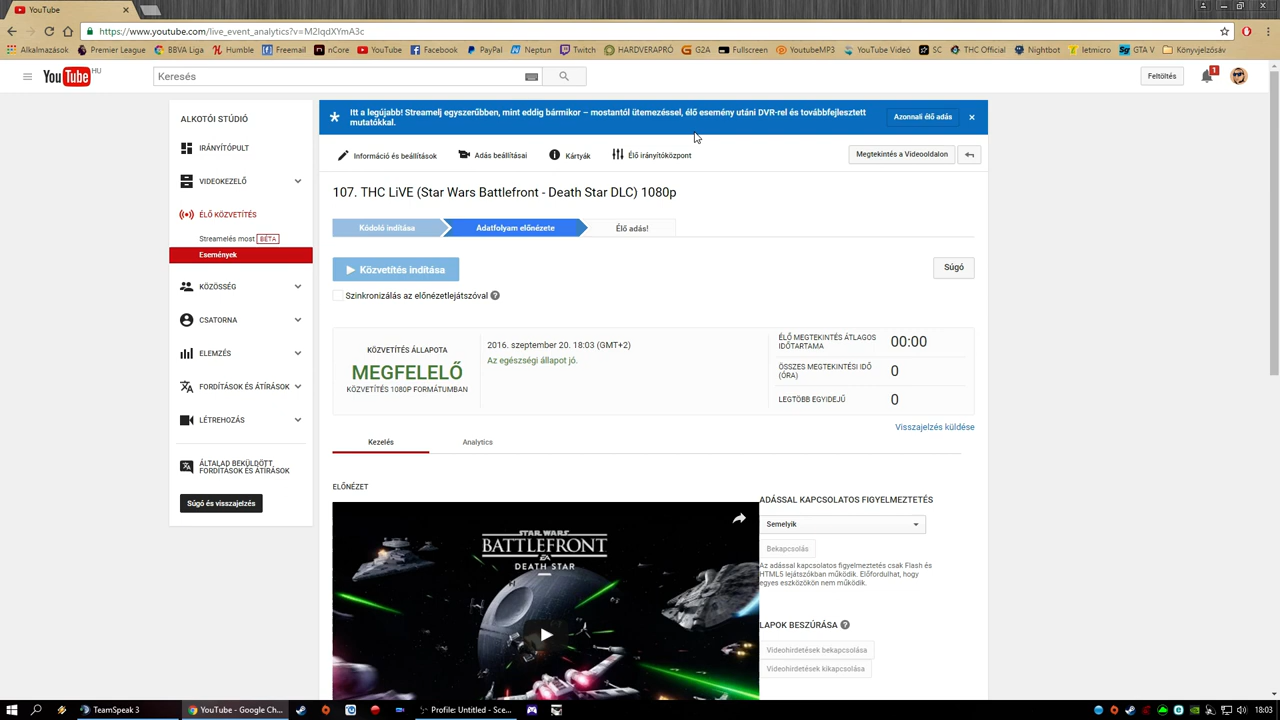 YouTube
https://www.youtube.com/live_event_analytics?v=M2IqdXYmA3c
Alkalmazások
Premier League
BBVA Liga
Humble
Freemail
nCore
YouTube
Facebook
PayPal
Neptun
Twitch
HARDVERAPRÓ
G2A
Fullscreen
YoutubeMP3
YouTube Videó
SC
THC Official
Nightbot
letmicro
GTA V
Könyvjelzősáv
YouTube HU
Keresés
Feltöltés
1
ALKOTÓI STÚDIÓ
IRÁNYÍTÓPULT
VIDEOKEZELŐ
ÉLŐ KÖZVETÍTÉS
Streamelés most BÉTA
Események
KÖZÖSSÉG
CSATORNA
ELEMZÉS
FORDÍTÁSOK ÉS ÁTÍRÁSOK
LÉTREHOZÁS
ÁLTALAD BEKÜLDÖTT
FORDÍTÁSOK ÉS ÁTÍRÁSOK
Súgó és visszajelzés
Itt a legújabb! Streamelj egyszerűbben, mint eddig bármikor – mostantól ütemezéssel, élő esemény utáni DVR-rel és továbbfejlesztett
mutatókkal.
Azonnali élő adás
Információ és beállítások
Adás beállításai
Kártyák
Élő irányítóközpont
Megtekintés a Videooldalon
107. THC LiVE (Star Wars Battlefront - Death Star DLC) 1080p
Kódoló indítása
Adatfolyam előnézete
Élő adás!
Közvetítés indítása
Súgó
Szinkronizálás az előnézetlejátszóval
KÖZVETÍTÉS ÁLLAPOTA
MEGFELELŐ
KÖZVETÍTÉS 1080P FORMÁTUMBAN
2016. szeptember 20. 18:03 (GMT+2)
Az egészségi állapot jó.
ÉLŐ MEGTEKINTÉS ÁTLAGOS
IDŐTARTAMA
00:00
ÖSSZES MEGTEKINTÉSI IDŐ
(ÓRA)
0
LEGTÖBB EGYIDEJŰ
0
Visszajelzés küldése
Kezelés
Analytics
ELŐNÉZET
STAR WARS
BATTLEFRONT
EA
DEATH STAR
ADÁSSAL KAPCSOLATOS FIGYELMEZTETÉS
Semelyik
Bekapcsolás
Az adással kapcsolatos figyelmeztetés csak Flash és
HTML5 lejátszókban működik. Előfordulhat, hogy
egyes eszközökön nem működik.
LAPOK BESZÚRÁSA
Videohirdetések bekapcsolása
Videohirdetések kikapcsolása
TeamSpeak 3
YouTube - Google Ch...
Profile: Untitled - Sce...
18:03